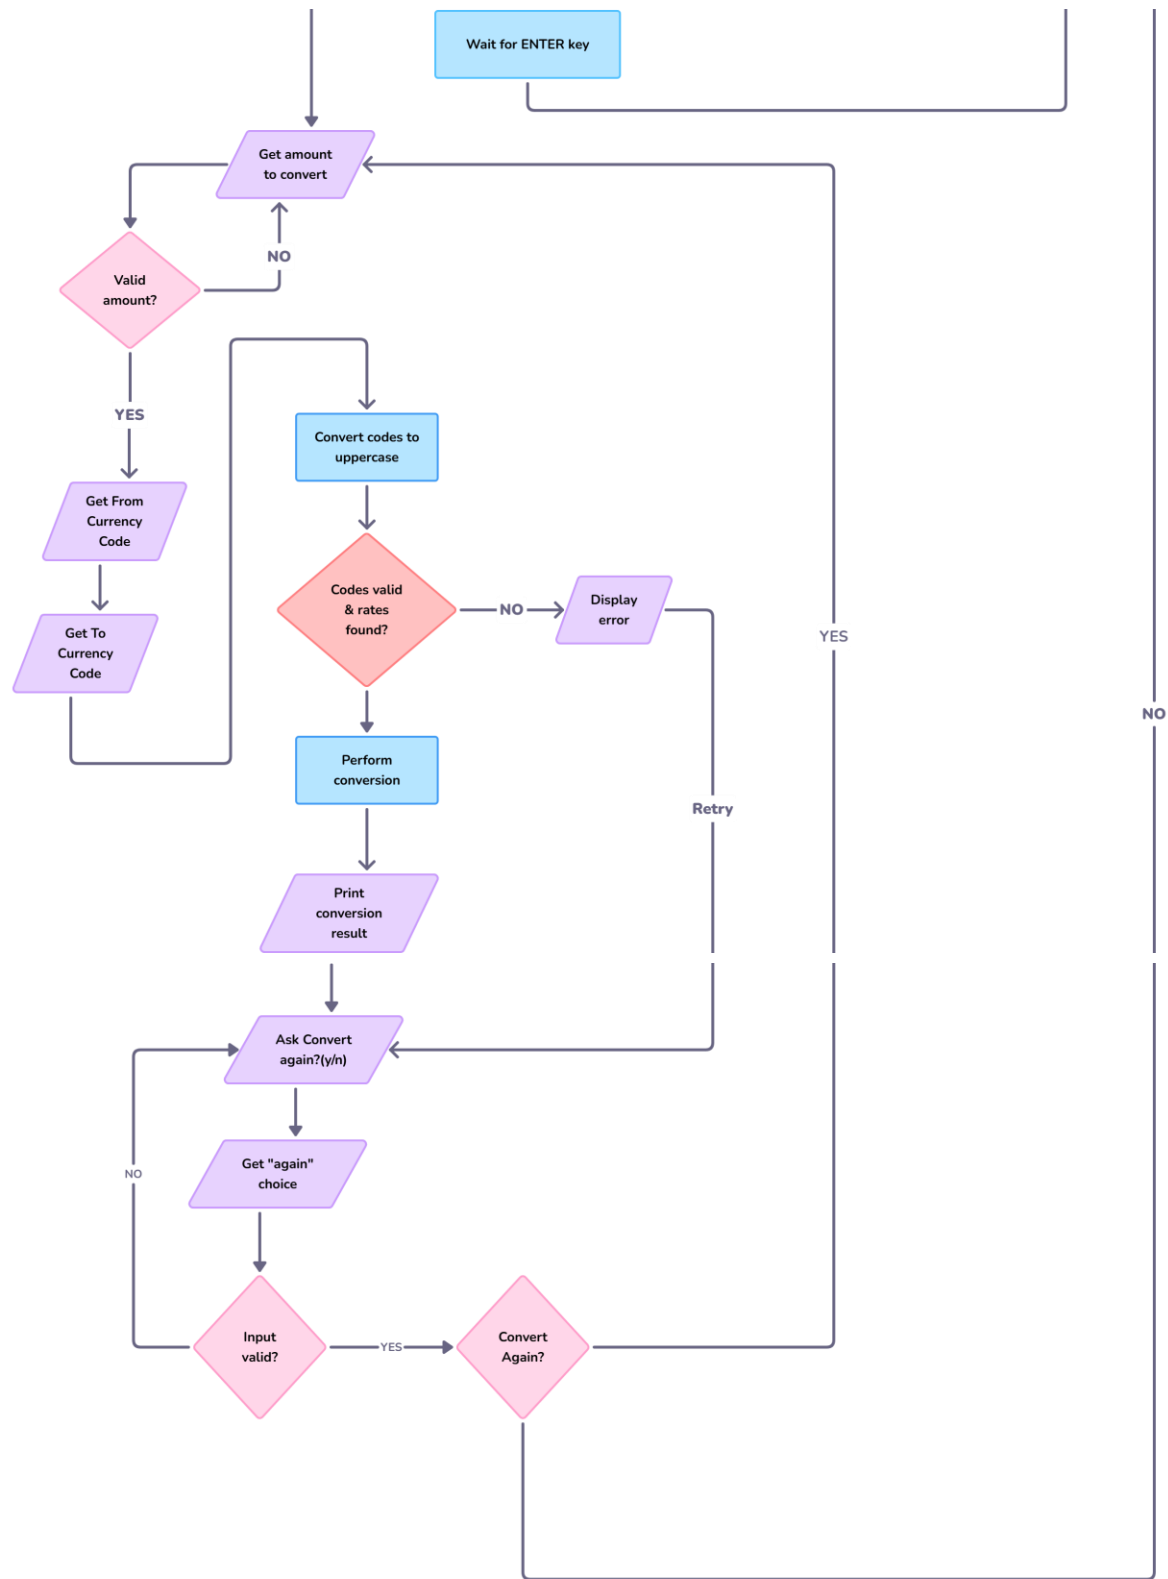 Wait for ENTER key
Get amount
to convert
NO
Valid
amount?
YES
Convert codes to
uppercase
Get From
Currency
Code
Codes valid
& rates
found?
NO
Display
error
YES
Get To
Currency
Code
NO
Perform
conversion
Retry
Print
conversion
result
Ask Convert
again?(y/n)
NO
Get "again"
choice
Input
valid?
YES
Convert
Again?